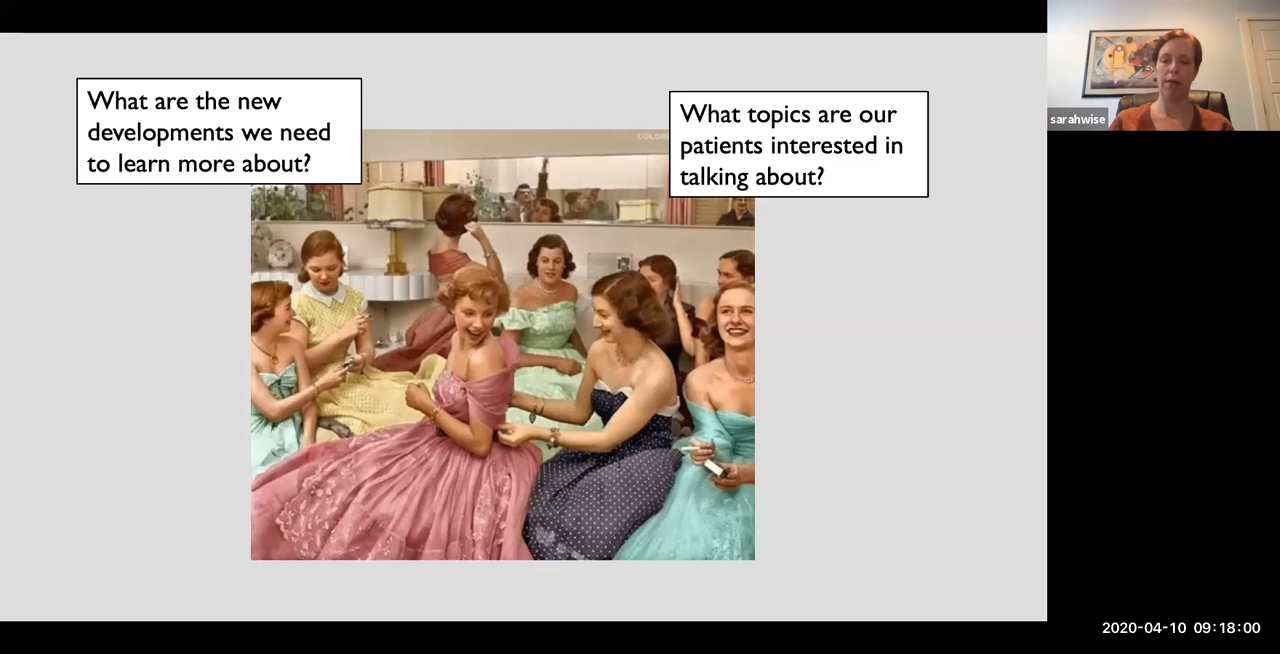 What are the new
developments we need
to learn more about?
What topics are our
patients interested in
talking about?
sarahwise
2020-04-10 09:18:00